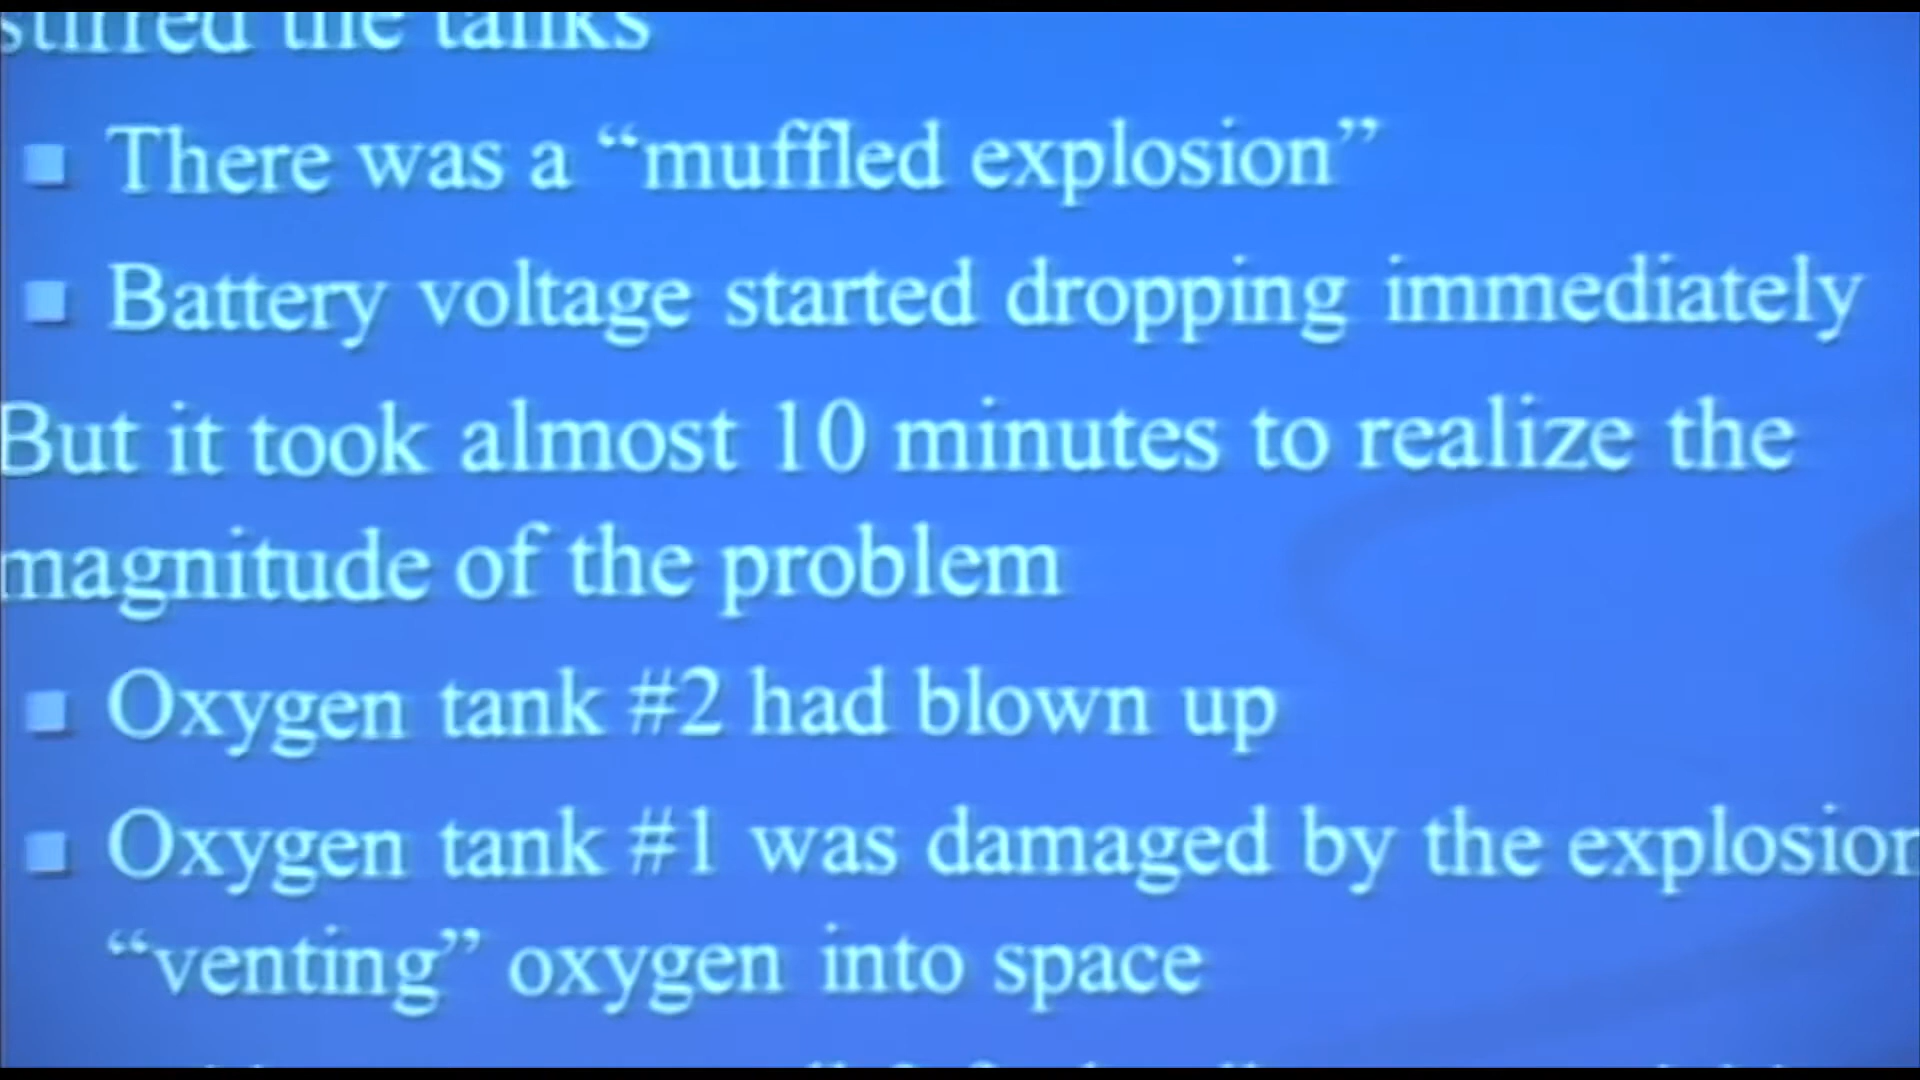 stirred the tanks
There was a “muffled explosion”
Battery voltage started dropping immediately
But it took almost 10 minutes to realize the
magnitude of the problem
Oxygen tank #2 had blown up
Oxygen tank #1 was damaged by the explosion
“venting” oxygen into space